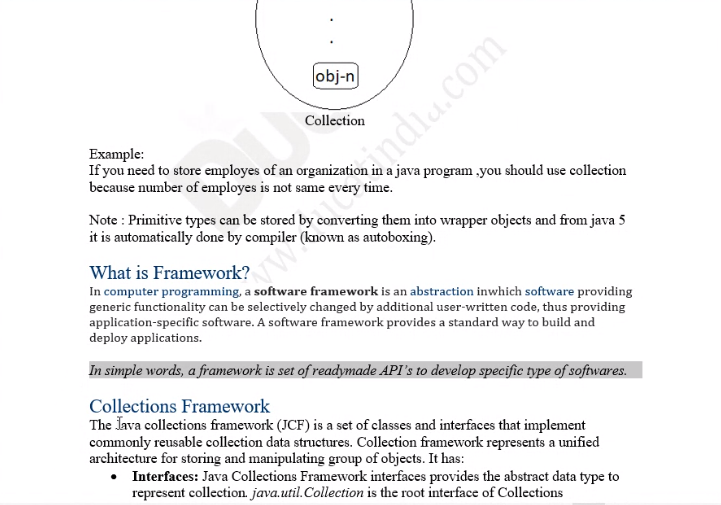 obj-n
Collection
Example:
If you need to store employes of an organization in a java program ,you should use collection
because number of employes is not same every time.
Note : Primitive types can be stored by converting them into wrapper objects and from java 5
it is automatically done by compiler (known as autoboxing).
What is Framework?
In computer programming, a software framework is an abstraction inwhich software providing
generic functionality can be selectively changed by additional user-written code, thus providing
application-specific software. A software framework provides a standard way to build and
deploy applications.
In simple words, a framework is set of readymade API's to develop specific type of softwares.
Collections Framework
The Java collections framework (JCF) is a set of classes and interfaces that implement
commonly reusable collection data structures. Collection framework represents a unified
architecture for storing and manipulating group of objects. It has:
• Interfaces: Java Collections Framework interfaces provides the abstract data type to
represent collection. java.util.Collection is the root interface of Collections
www.ducatindia.com